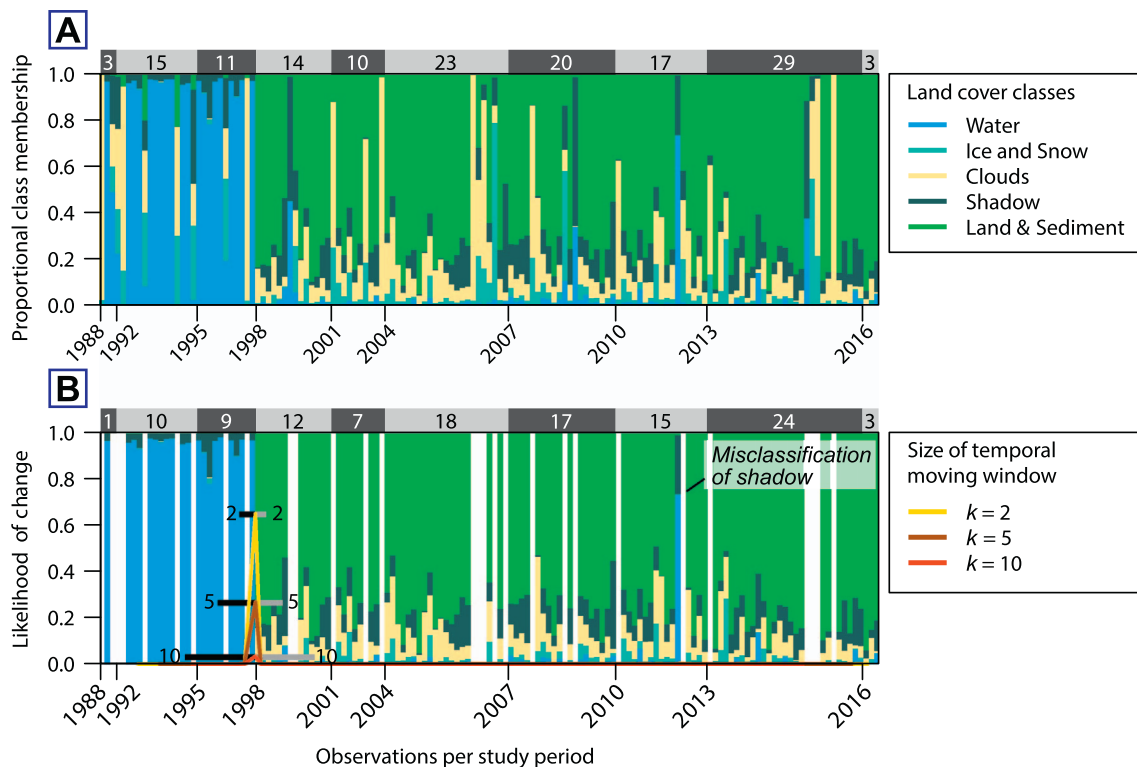 A
3 15 11 14 10 23 20 17 29 3
Proportional class membership
1.0
0.8
0.6
0.4
0.2
0.0
1988 1992 1995 1998 2001 2004 2007 2010 2013 2016
Land cover classes
Water
Ice and Snow
Clouds
Shadow
Land & Sediment
B
1 10 9 12 7 18 17 15 24 3
Likelihood of change
1.0
0.8
0.6
0.4
0.2
0.0
Misclassification
of shadow
2 2
5 5
10 10
1988 1992 1995 1998 2001 2004 2007 2010 2013 2016
Observations per study period
Size of temporal
moving window
k = 2
k = 5
k = 10